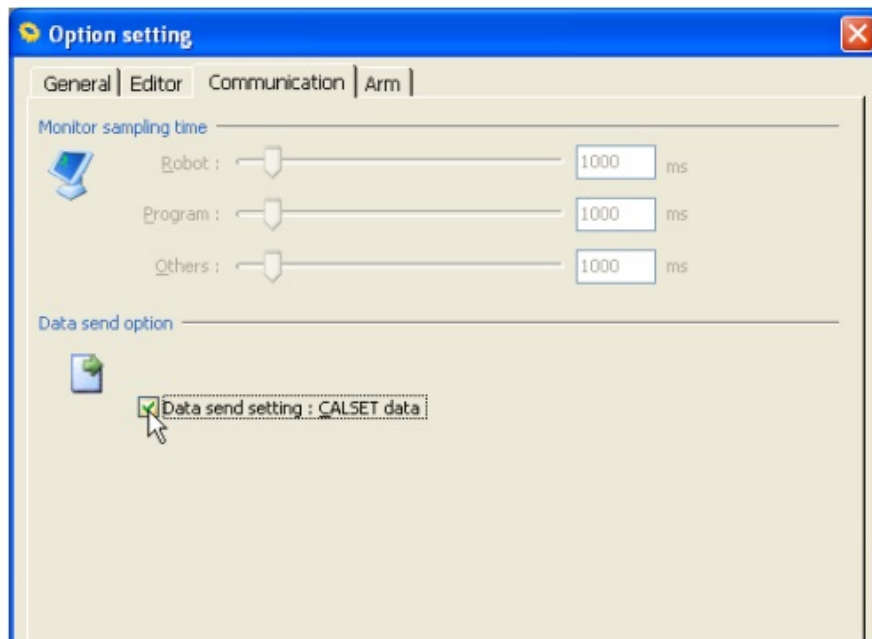 Option setting
General Editor Communication Arm
Monitor sampling time
Robot : 1000 ms
Program : 1000 ms
Others : 1000 ms
Data send option
Data send setting : CALSET data